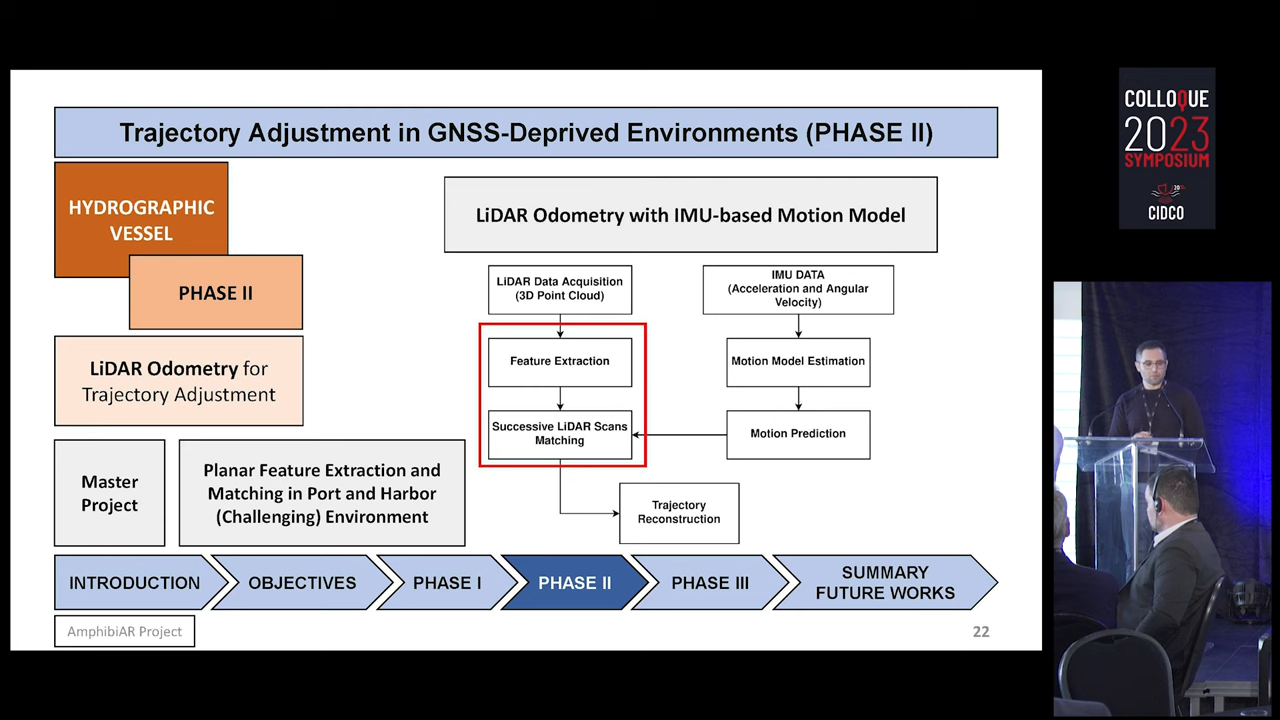 Trajectory Adjustment in GNSS-Deprived Environments (PHASE II)
HYDROGRAPHIC
VESSEL
PHASE II
LiDAR Odometry for
Trajectory Adjustment
Master
Project
Planar Feature Extraction and
Matching in Port and Harbor
(Challenging) Environment
LiDAR Odometry with IMU-based Motion Model
LiDAR Data Acquisition
(3D Point Cloud)
IMU DATA
(Acceleration and Angular
Velocity)
Feature Extraction
Motion Model Estimation
Successive LiDAR Scans
Matching
Motion Prediction
Trajectory
Reconstruction
INTRODUCTION
OBJECTIVES
PHASE I
PHASE II
PHASE III
SUMMARY
FUTURE WORKS
AmphibiAR Project
22
COLLOQUE
2023
SYMPOSIUM
CIDCO